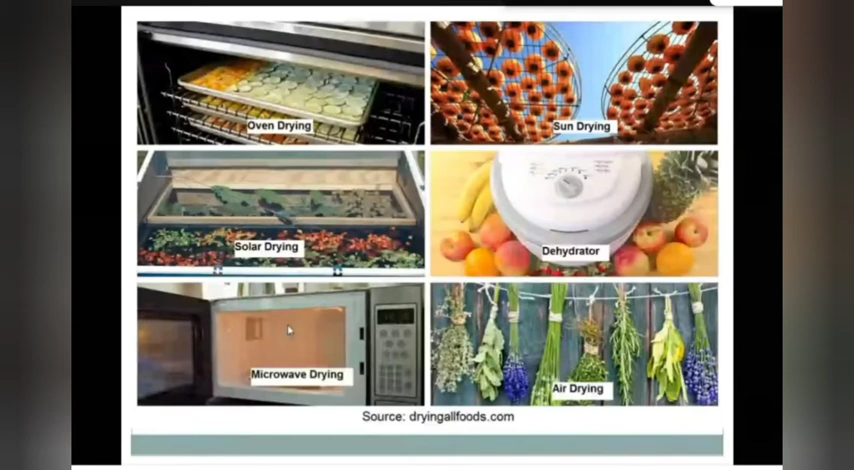 Oven Drying
Sun Drying
Solar Drying
Dehydrator
Microwave Drying
Air Drying
Source: dryingallfoods.com